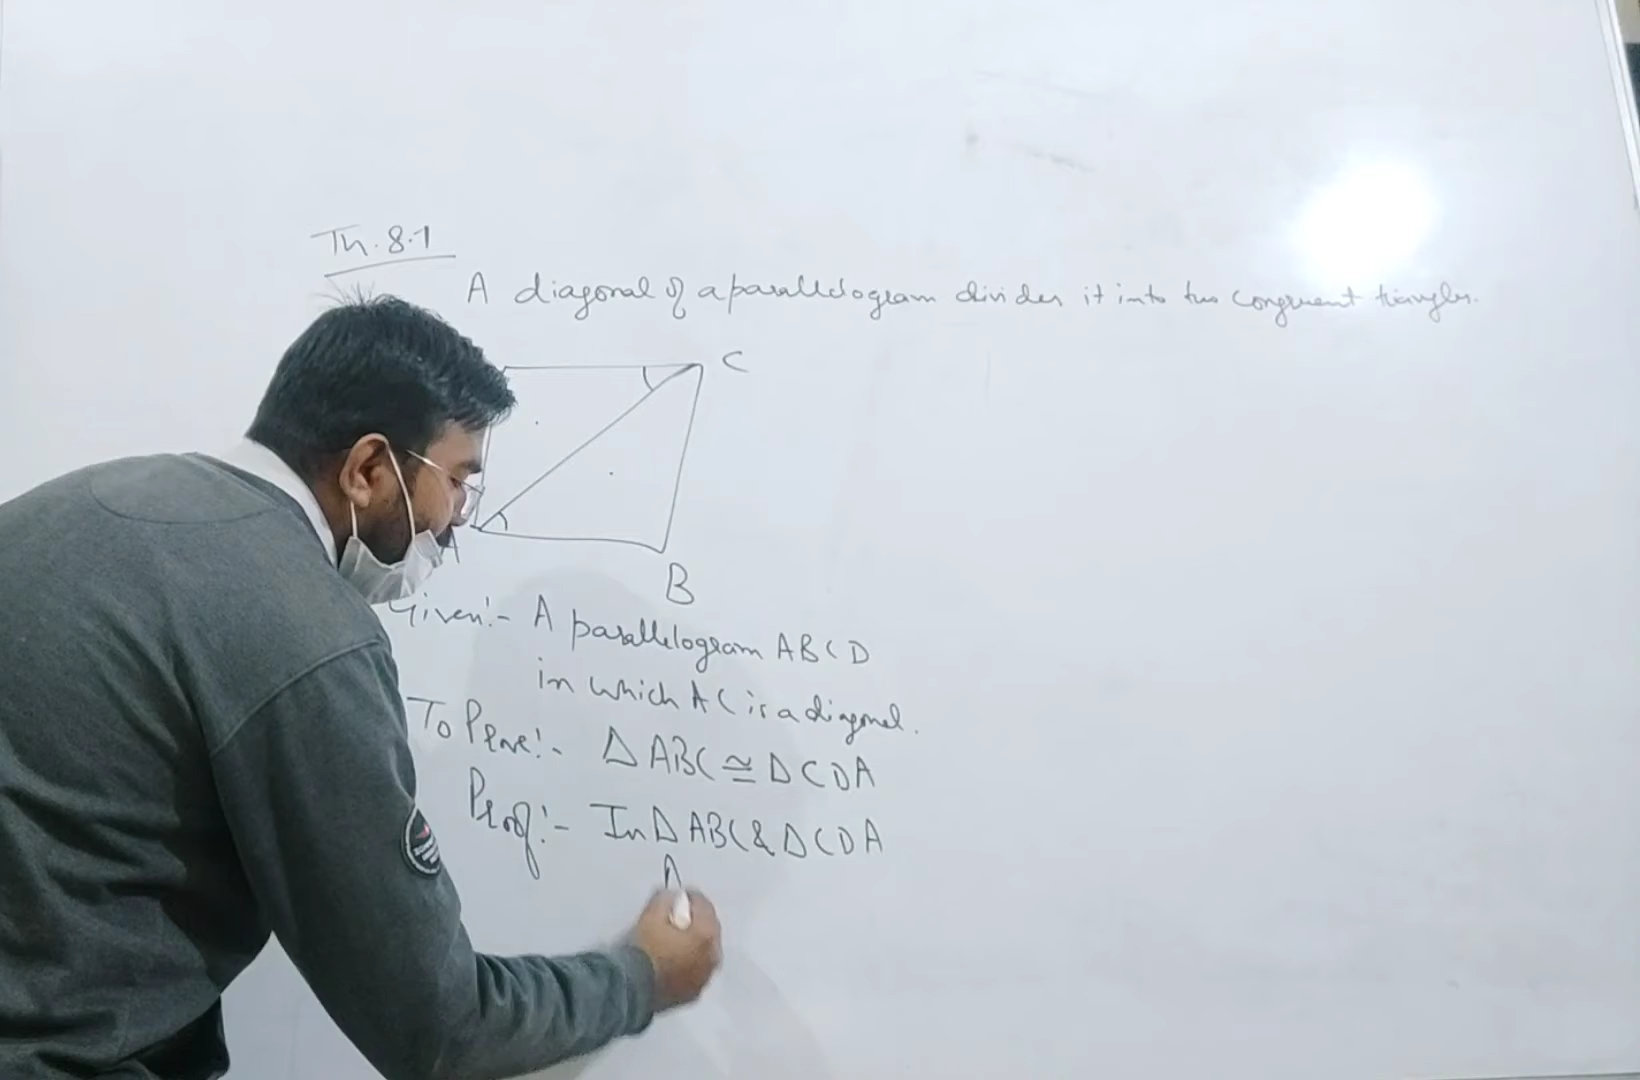 Th. 8.1
A diagonal of a parallelogram divides it into two congruent triangles.
C
A
B
Given:- A parallelogram ABCD
in which AC is a diagonal.
To Prove:- Δ ABC ≅ Δ CDA
Proof:- In Δ ABC & Δ CDA
A